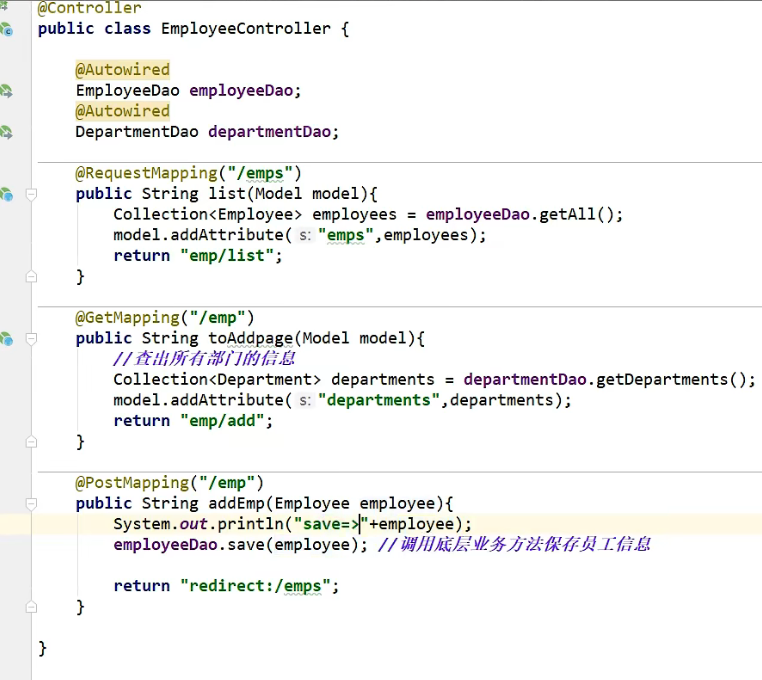 @Controller
public class EmployeeController {
@Autowired
EmployeeDao employeeDao;
@Autowired
DepartmentDao departmentDao;
@RequestMapping("/emps")
public String list(Model model){
Collection<Employee> employees = employeeDao.getAll();
model.addAttribute( s: "emps",employees);
return "emp/list";
}
@GetMapping("/emp")
public String toAddpage(Model model){
//查出所有部门的信息
Collection<Department> departments = departmentDao.getDepartments();
model.addAttribute( s: "departments",departments);
return "emp/add";
}
@PostMapping("/emp")
public String addEmp(Employee employee){
System.out.println("save=>"+employee);
employeeDao.save(employee); //调用底层业务方法保存员工信息
return "redirect:/emps";
}
}